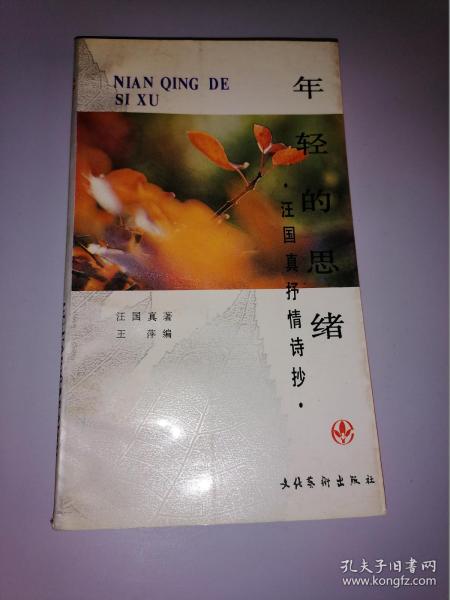 NIAN QING DE
SI XU
年轻的思绪
·汪国真抒情诗抄·
汪国真著
王萍编
文化艺术出版社
孔夫子旧书网
www.kongfz.com